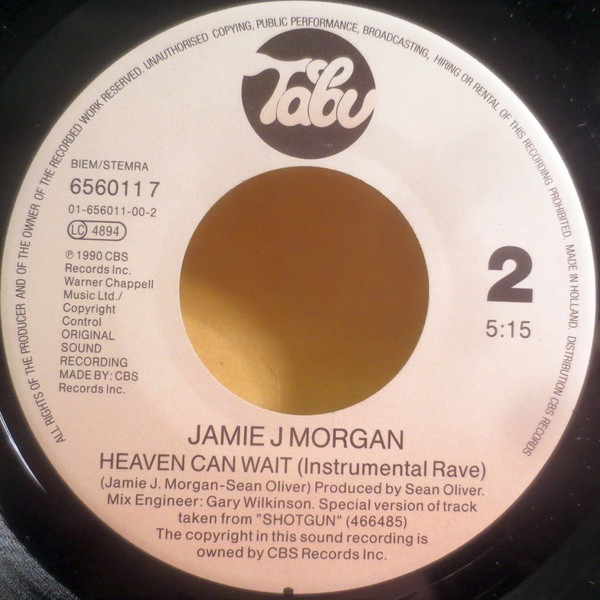 ALL RIGHTS OF THE PRODUCER AND OF THE OWNER OF THE RECORDED WORK RESERVED. UNAUTHORISED COPYING, PUBLIC PERFORMANCE, BROADCASTING, HIRING OR RENTAL OF THIS RECORDING PROHIBITED. MADE IN HOLLAND. DISTRIBUTION CBS RECORDS
Tabu
BIEM/STEMRA
656011 7
01-656011-00-2
LC 4894
℗ 1990 CBS
Records Inc.
Warner Chappell
Music Ltd./
Copyright
Control
ORIGINAL
SOUND
RECORDING
MADE BY: CBS
Records Inc.
2
5:15
JAMIE J MORGAN
HEAVEN CAN WAIT (Instrumental Rave)
(Jamie J. Morgan-Sean Oliver) Produced by Sean Oliver.
Mix Engineer: Gary Wilkinson. Special version of track
taken from "SHOTGUN" (466485)
The copyright in this sound recording is
owned by CBS Records Inc.